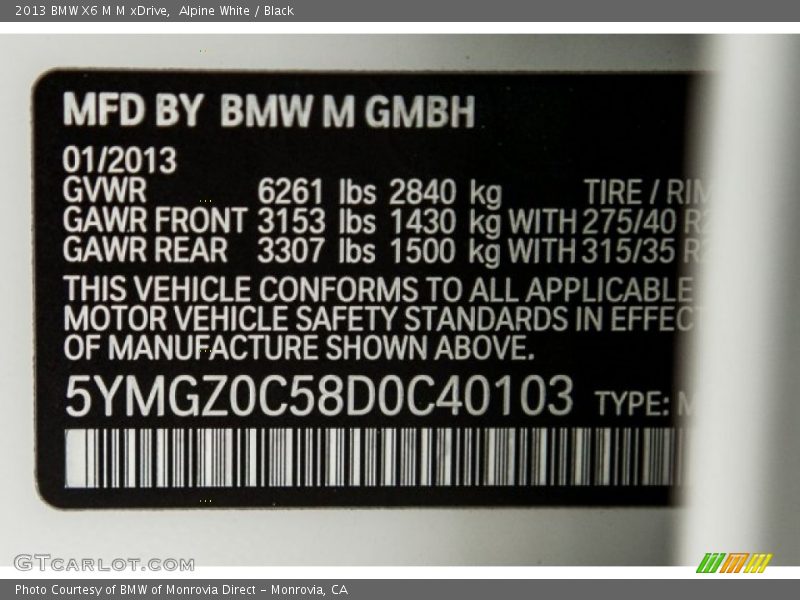 2013 BMW X6 M M xDrive, Alpine White / Black
MFD BY BMW M GMBH
01/2013
GVWR 6261 lbs 2840 kg TIRE / RIM
GAWR FRONT 3153 lbs 1430 kg WITH 275/40
GAWR REAR 3307 lbs 1500 kg WITH 315/35
THIS VEHICLE CONFORMS TO ALL APPLICABLE
MOTOR VEHICLE SAFETY STANDARDS IN EFFECT
OF MANUFACTURE SHOWN ABOVE.
5YMGZ0C58D0C40103 TYPE:
GTCARLOT.COM
Photo Courtesy of BMW of Monrovia Direct - Monrovia, CA